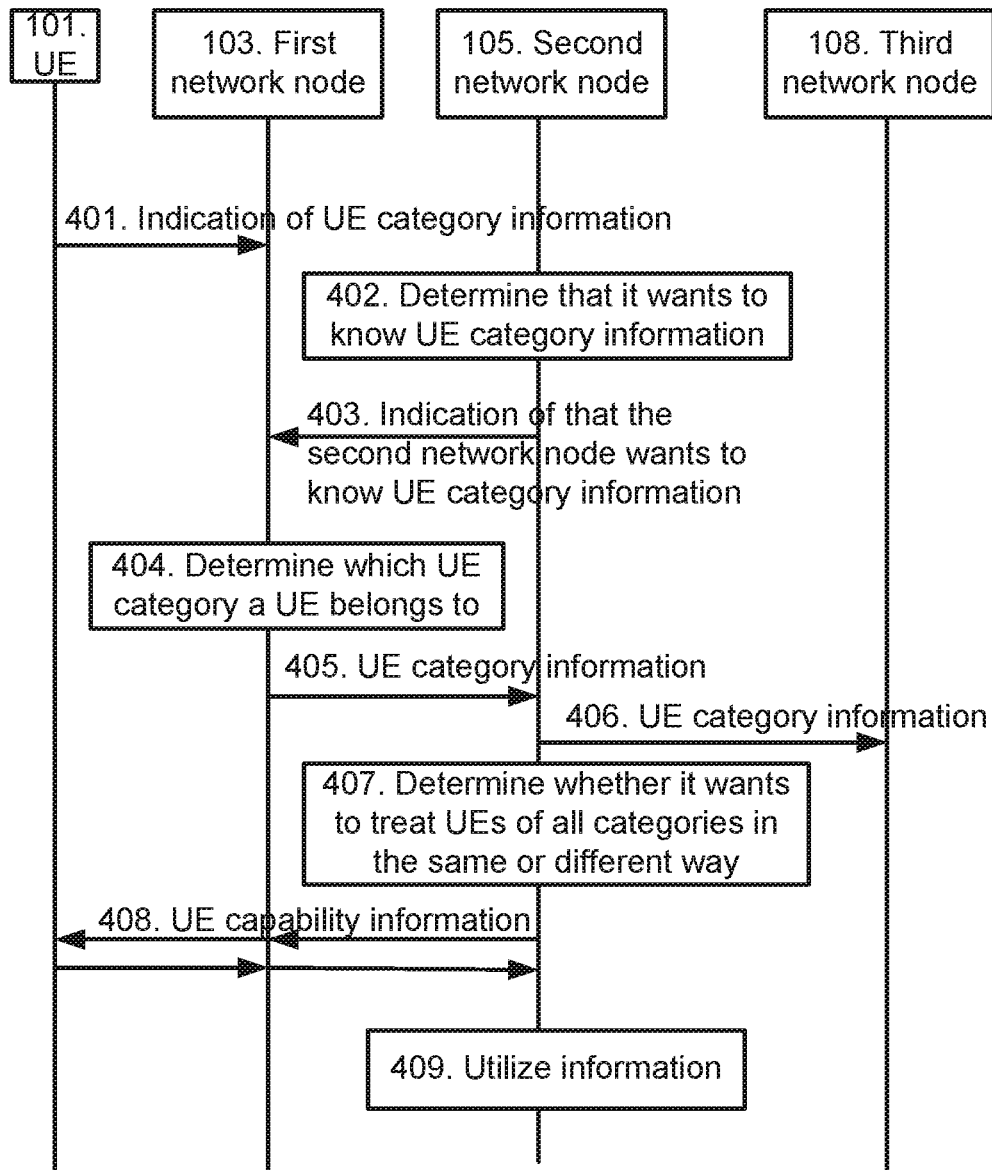 101.
UE
103. First
network node
105. Second
network node
108. Third
network node
401. Indication of UE category information
402. Determine that it wants to
know UE category information
403. Indication of that the
second network node wants to
know UE category information
404. Determine which UE
category a UE belongs to
405. UE category information
406. UE category information
407. Determine whether it wants
to treat UEs of all categories in
the same or different way
408. UE capability information
409. Utilize information